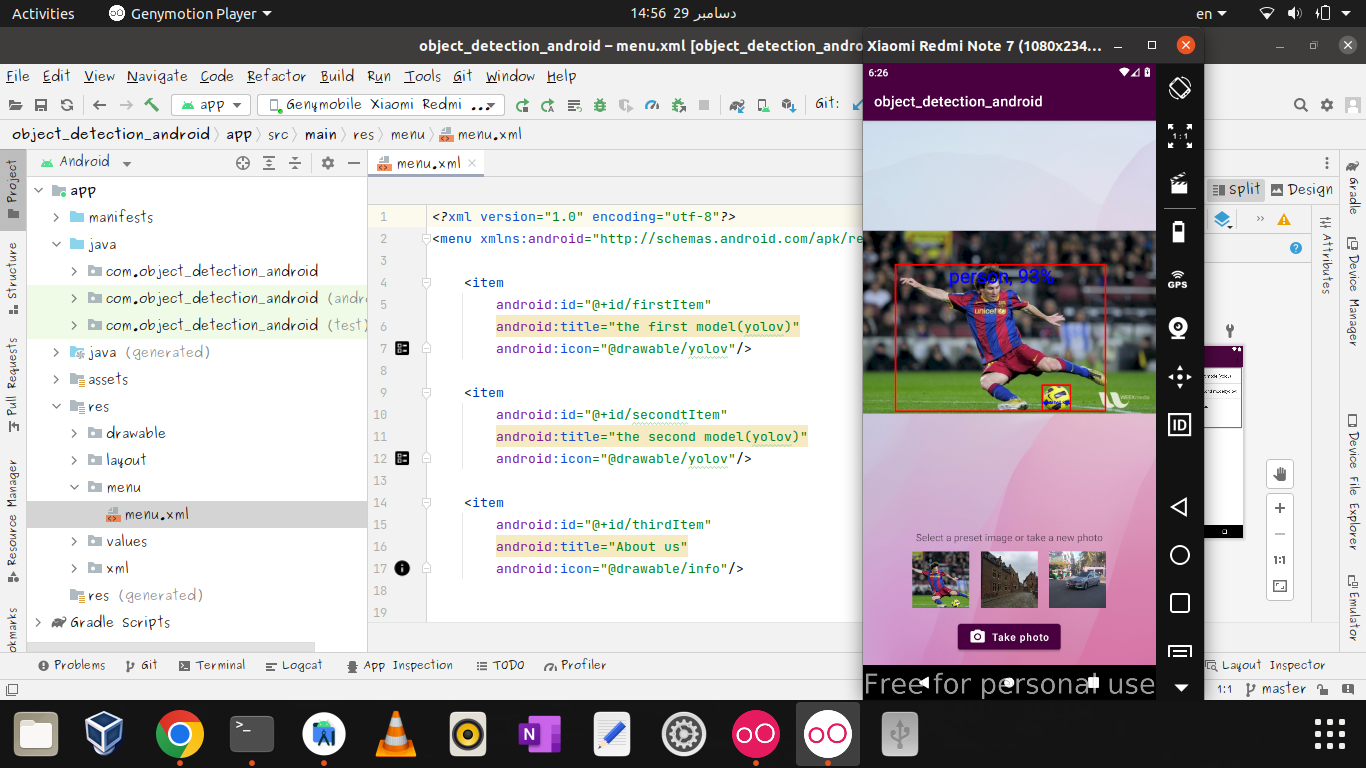 Activities
Genymotion Player
14:56 29 دسامبر
en
object_detection_android – menu.xml [object_detection_andro
Xiaomi Redmi Note 7 (1080x234...
File Edit View Navigate Code Refactor Build Run Tools Git Window Help
app
Genymobile Xiaomi Redmi ...
Git:
object_detection_android app src main res menu menu.xml
Project
Structure
Pull Requests
Resource Manager
okmarks
Android
app
manifests
java
com.object_detection_android
com.object_detection_android (andr
com.object_detection_android (test)
java (generated)
assets
res
drawable
layout
menu
menu.xml
values
xml
res (generated)
Gradle Scripts
menu.xml
1 <?xml version="1.0" encoding="utf-8"?>
2 <menu xmlns:android="http://schemas.android.com/apk/re
3
4 <item
5 android:id="@+id/firstItem"
6 android:title="the first model(yolov)"
7 android:icon="@drawable/yolov"/>
8
9 <item
10 android:id="@+id/secondtItem"
11 android:title="the second model(yolov)"
12 android:icon="@drawable/yolov"/>
13
14 <item
15 android:id="@+id/thirdItem"
16 android:title="About us"
17 android:icon="@drawable/info"/>
18
19
6:26
object_detection_android
person, 93%
unicef
Select a preset image or take a new photo
Take photo
Free for personal use
1:1
GPS
ID
Split
Design
Attributes
1:1
Gradle
Device Manager
Device File Explorer
Emulator
Problems
Git
Terminal
Logcat
App Inspection
TODO
Profiler
Layout Inspector
1:1
master